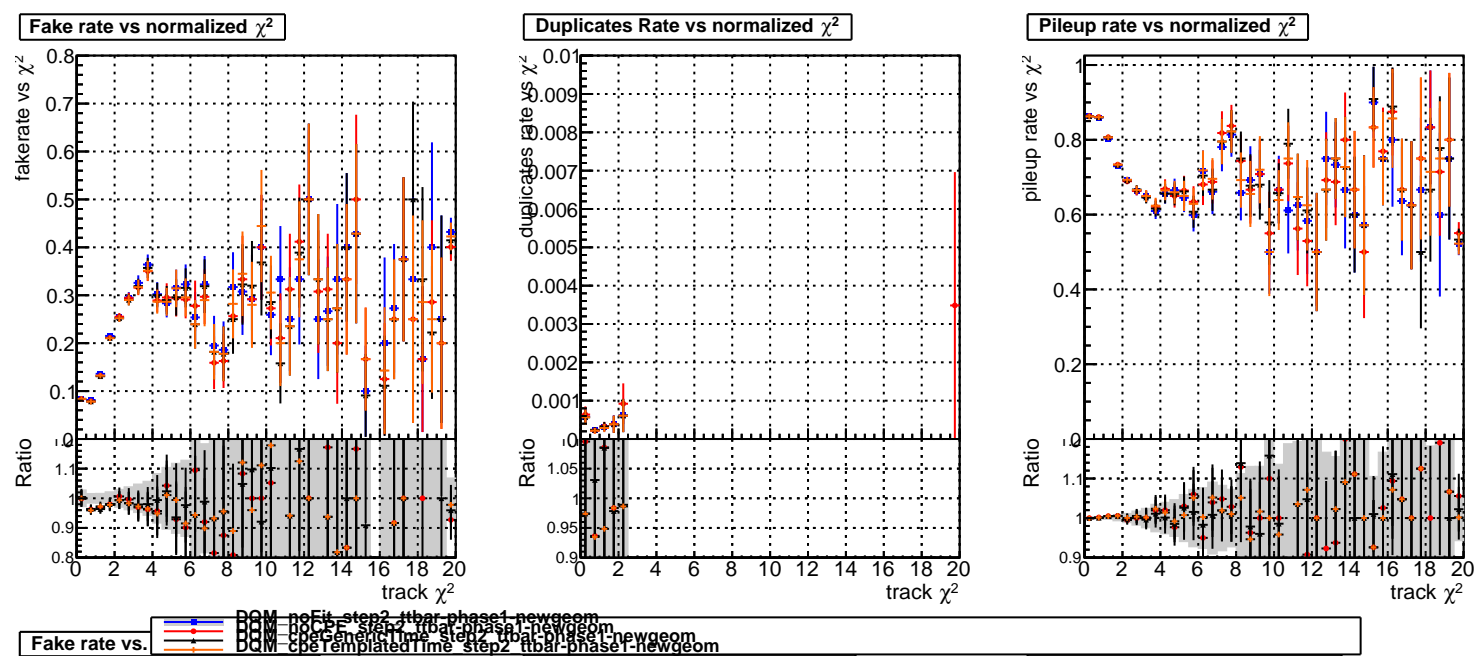 Fake rate vs normalized χ²
Duplicates Rate vs normalized χ²
Pileup rate vs normalized χ²
fakerate vs χ²
0.8
0.7
0.6
0.5
0.4
0.3
0.2
0.1
0
Ratio
1.1
1
0.9
0.8
0 2 4 6 8 10 12 14 16 18 20
track χ²
duplicates rate vs χ²
0.01
0.009
0.008
0.007
0.006
0.005
0.004
0.003
0.002
0.001
0
Ratio
1.05
1
0.95
0.9
0 2 4 6 8 10 12 14 16 18 20
track χ²
pileup rate vs χ²
1
0.8
0.6
0.4
0.2
0
Ratio
1.1
1
0.9
0 2 4 6 8 10 12 14 16 18 20
track χ²
DQM_noFit_step2_ttbar-phase1-newgeom
DQM_noCPE_step2_ttbar-phase1-newgeom
DQM_cpeGenericTime_step2_ttbar-phase1-newgeom
DQM_cpeTemplatedTime_step2_ttbar-phase1-newgeom
Fake rate vs.